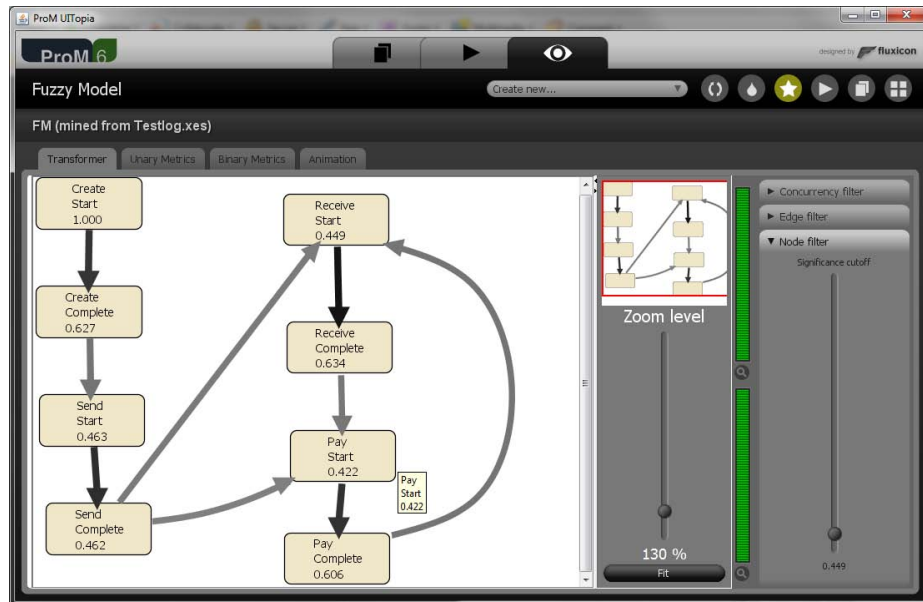 ProM UITopia
ProM 6
designed by fluxicon
Fuzzy Model
Create new...
FM (mined from Testlog.xes)
Transformer
Unary Metrics
Binary Metrics
Animation
Create
Start
1.000
Create
Complete
0.627
Send
Start
0.463
Send
Complete
0.462
Receive
Start
0.449
Receive
Complete
0.634
Pay
Start
0.422
Pay
Start
0.422
Pay
Complete
0.606
Zoom level
130 %
Fit
Concurrency filter
Edge filter
Node filter
Significance cutoff
0.449